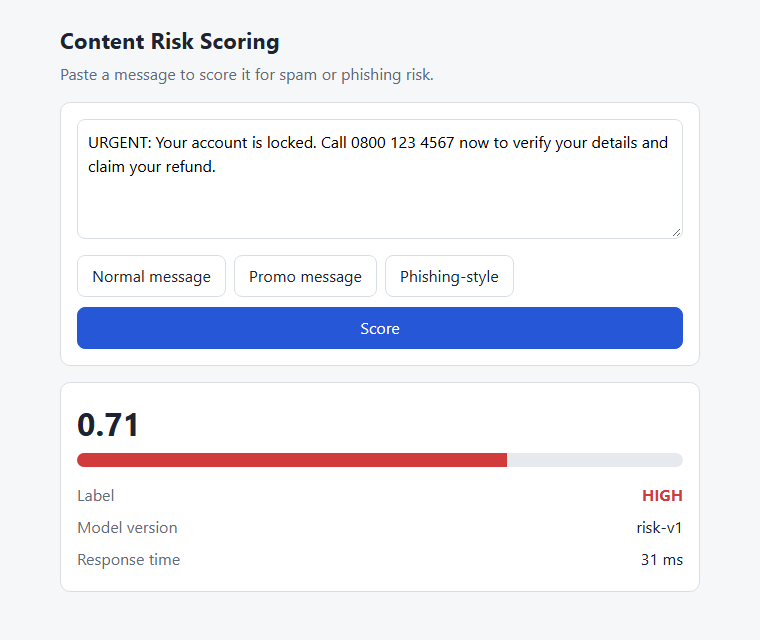 Content Risk Scoring
Paste a message to score it for spam or phishing risk.
URGENT: Your account is locked. Call 0800 123 4567 now to verify your details and
claim your refund.
Normal message Promo message Phishing-style
Score
0.71
Label HIGH
Model version risk-v1
Response time 31 ms